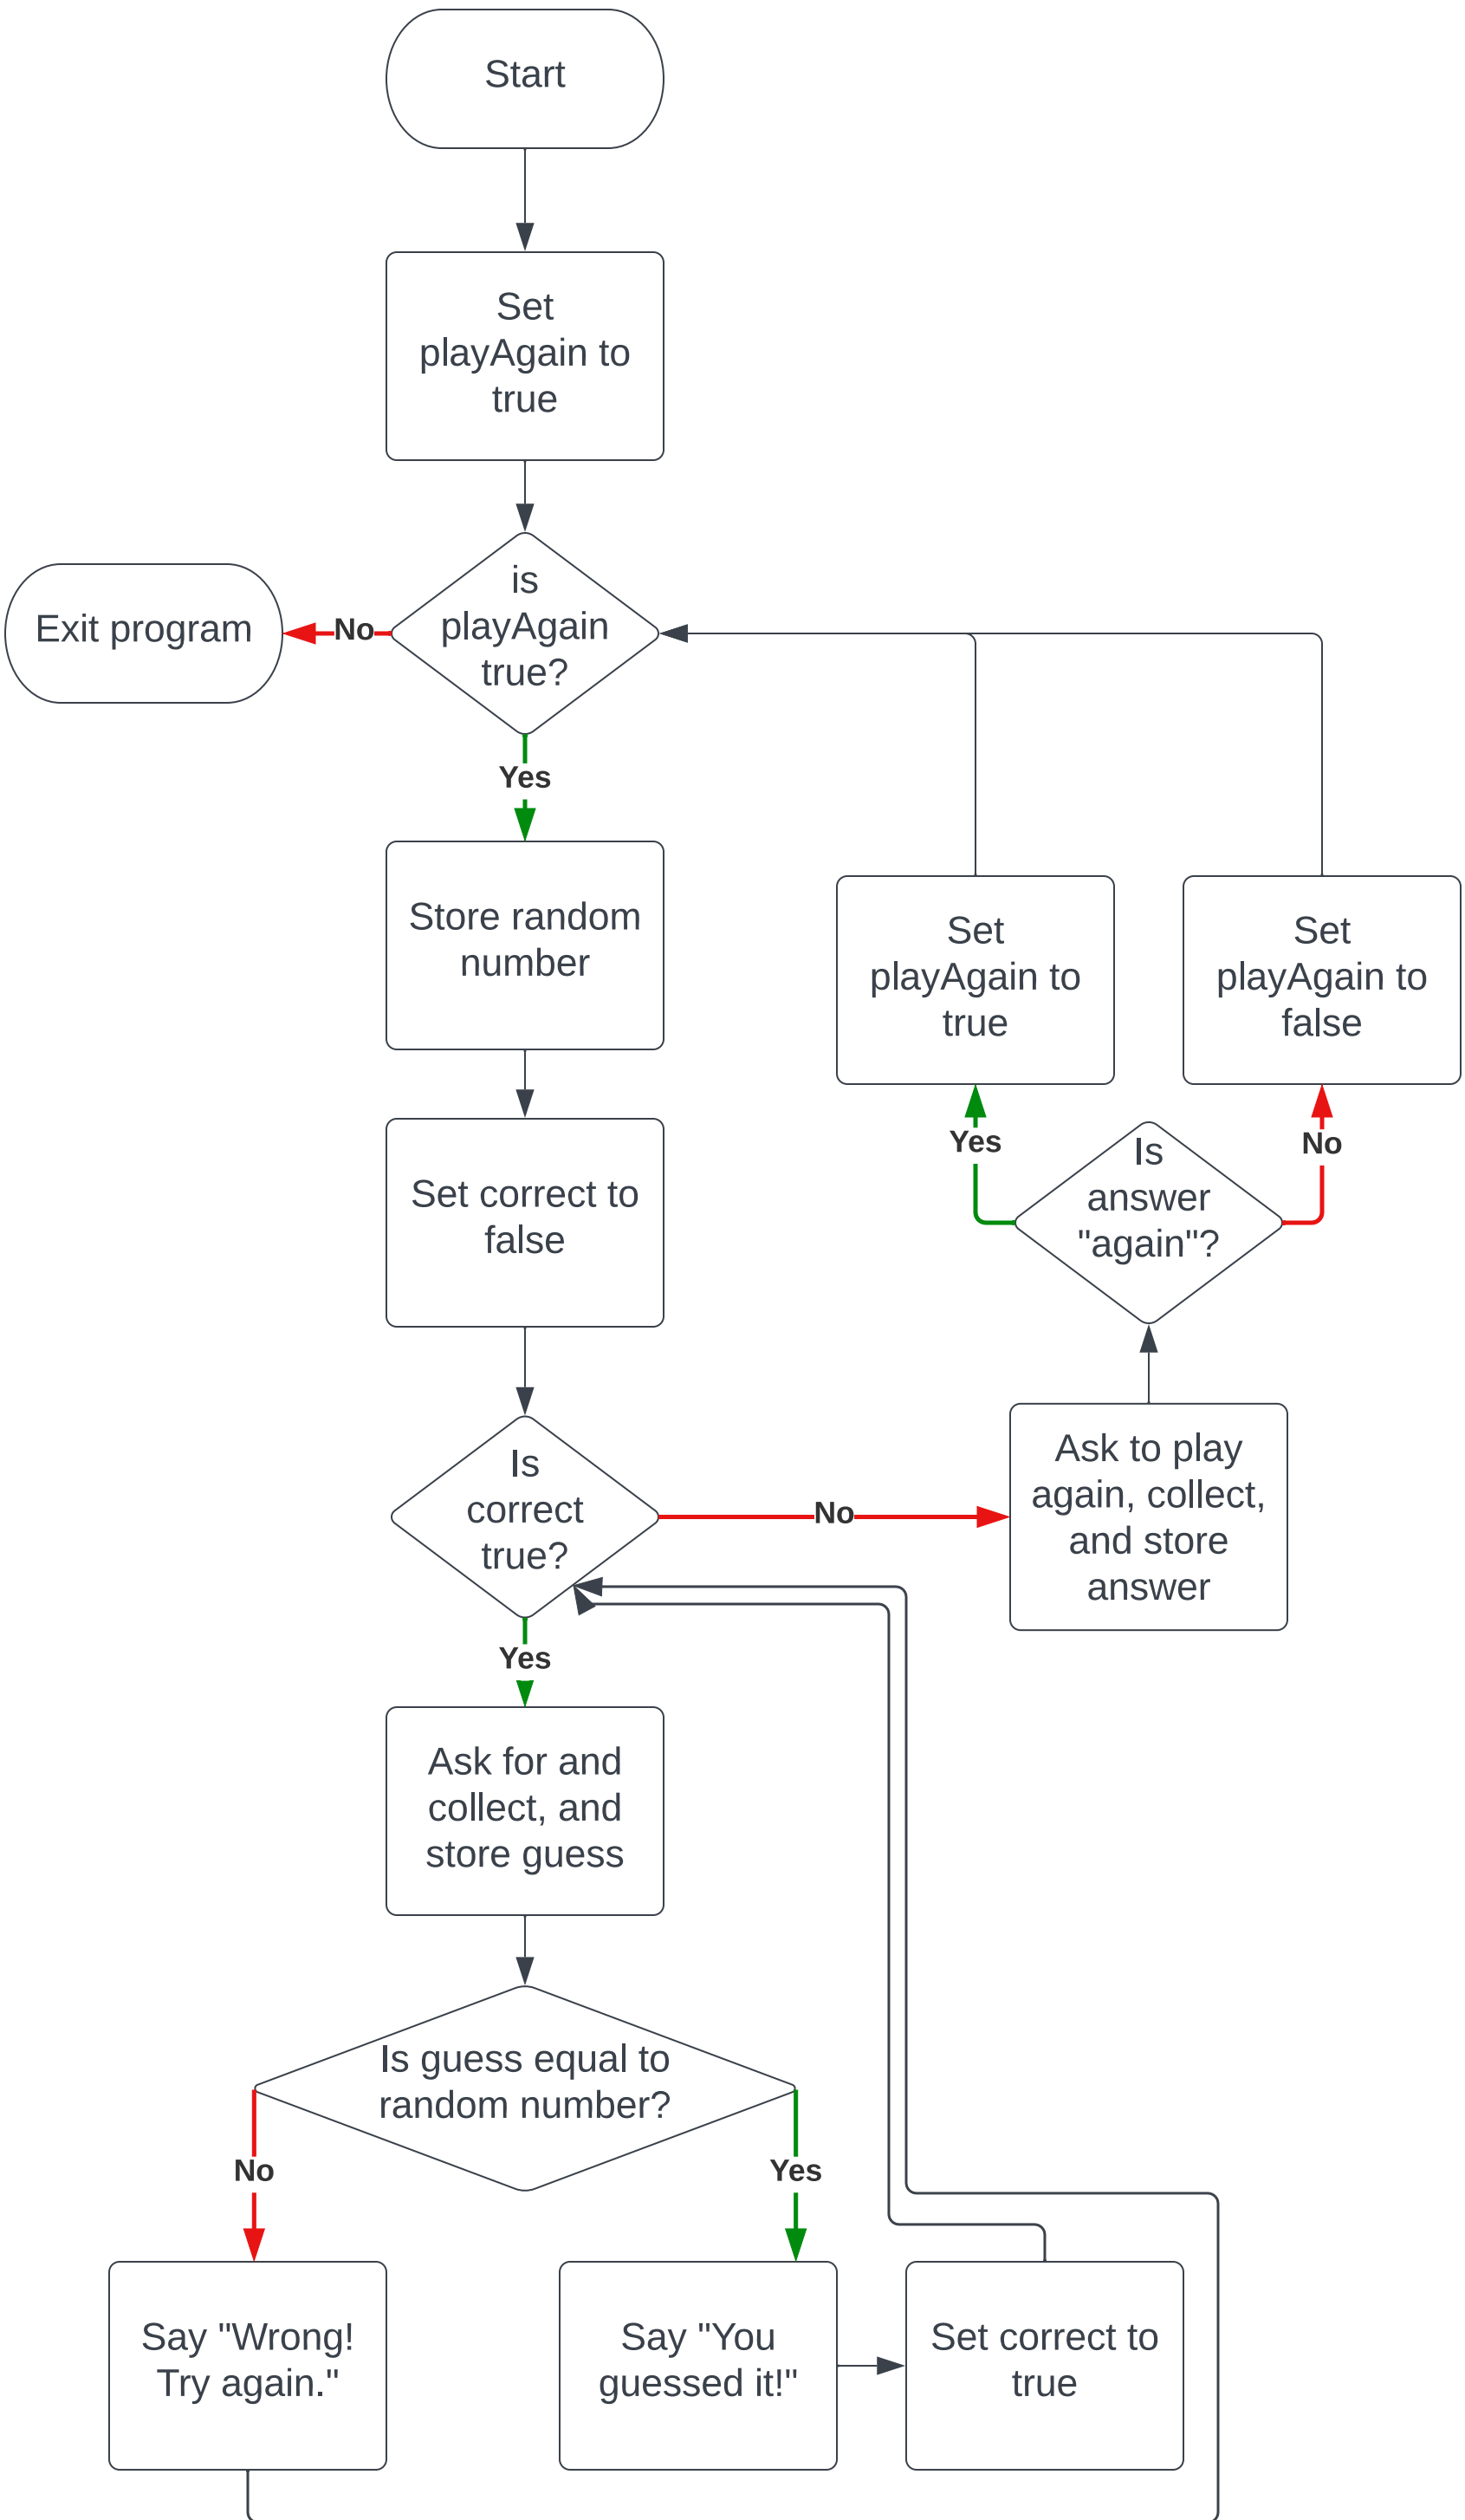 Start
Set
playAgain to
true
is
playAgain
true?
No
Exit program
Yes
Store random
number
Set
playAgain to
true
Set
playAgain to
false
Set correct to
false
Yes
No
Is
answer
"again"?
Is
correct
true?
No
Ask to play
again, collect,
and store
answer
Yes
Ask for and
collect, and
store guess
Is guess equal to
random number?
No
Yes
Say "Wrong!
Try again."
Say "You
guessed it!"
Set correct to
true